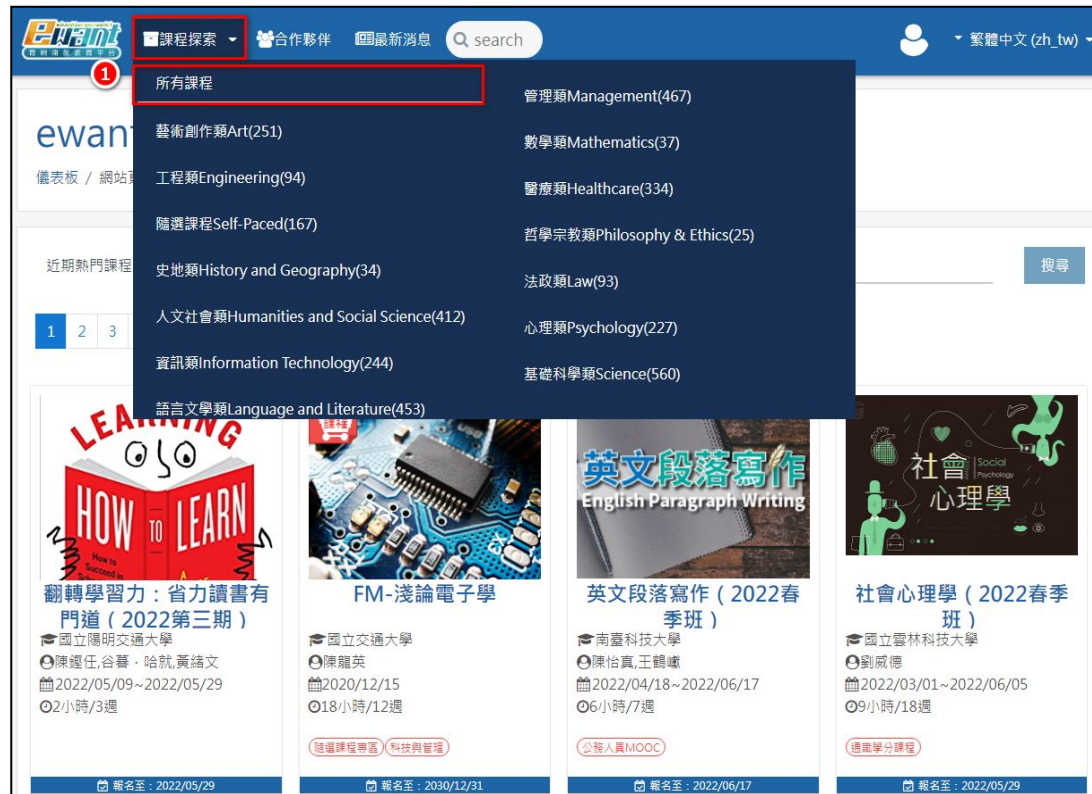 ewant
育網開放教育平台
課程探索
合作夥伴
最新消息
search
繁體中文 (zh_tw)
1
所有課程
藝術創作類Art(251)
工程類Engineering(94)
隨選課程Self-Paced(167)
史地類History and Geography(34)
人文社會類Humanities and Social Science(412)
資訊類Information Technology(244)
語言文學類Language and Literature(453)
管理類Management(467)
數學類Mathematics(37)
醫療類Healthcare(334)
哲學宗教類Philosophy & Ethics(25)
法政類Law(93)
心理類Psychology(227)
基礎科學類Science(560)
ewant
儀表板 / 網站
近期熱門課程
搜尋
1 2 3
LEARNING
HOW TO LEARN
How to
Succeed in
翻轉學習力：省力讀書有
門道（2022第三期）
國立陽明交通大學
陳鏗任,谷暮·哈就,黃緒文
2022/05/09~2022/05/29
2小時/3週
報名至：2022/05/29
FM-淺論電子學
國立交通大學
陳龍英
2020/12/15
18小時/12週
隨選課程專區 科技與管理
報名至：2030/12/31
英文段落寫作
English Paragraph Writing
英文段落寫作（2022春
季班）
南臺科技大學
陳怡真,王鶴巘
2022/04/18~2022/06/17
6小時/7週
公務人員MOOC
報名至：2022/06/17
社會 Social
Psychology
心理學
社會心理學（2022春季
班）
國立雲林科技大學
劉威德
2022/03/01~2022/06/05
9小時/18週
通識學分課程
報名至：2022/05/29